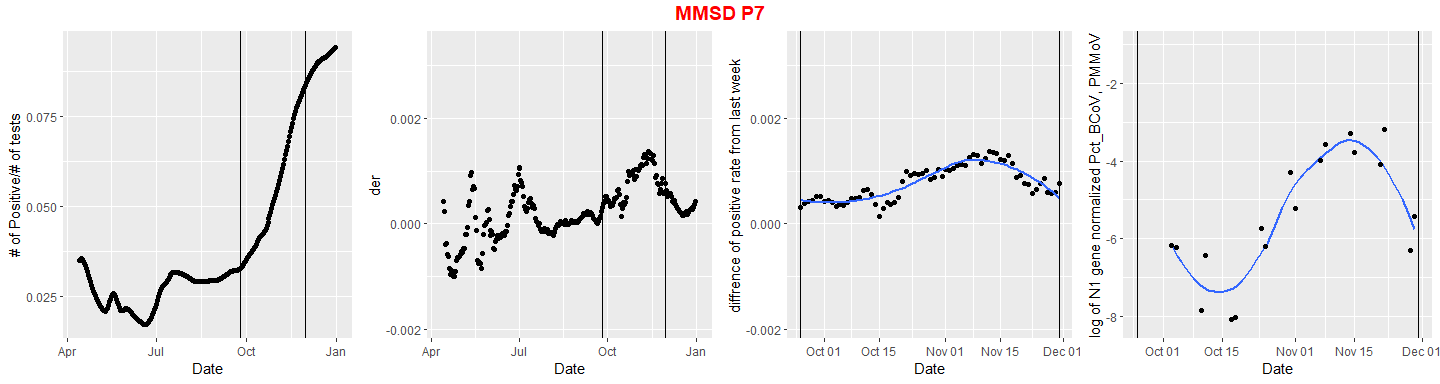 MMSD P7
# of Positive/# of tests
0.075
0.050
0.025
Apr
Jul
Oct
Jan
Date
der
0.002
0.000
-0.002
Apr
Jul
Oct
Jan
Date
diffrence of positive rate from last week
0.002
0.000
-0.002
Oct 01
Oct 15
Nov 01
Nov 15
Dec 01
Date
log of N1 gene normalized Pct_BCoV, PMMoV
-2
-4
-6
-8
Oct 01
Oct 15
Nov 01
Nov 15
Dec 01
Date